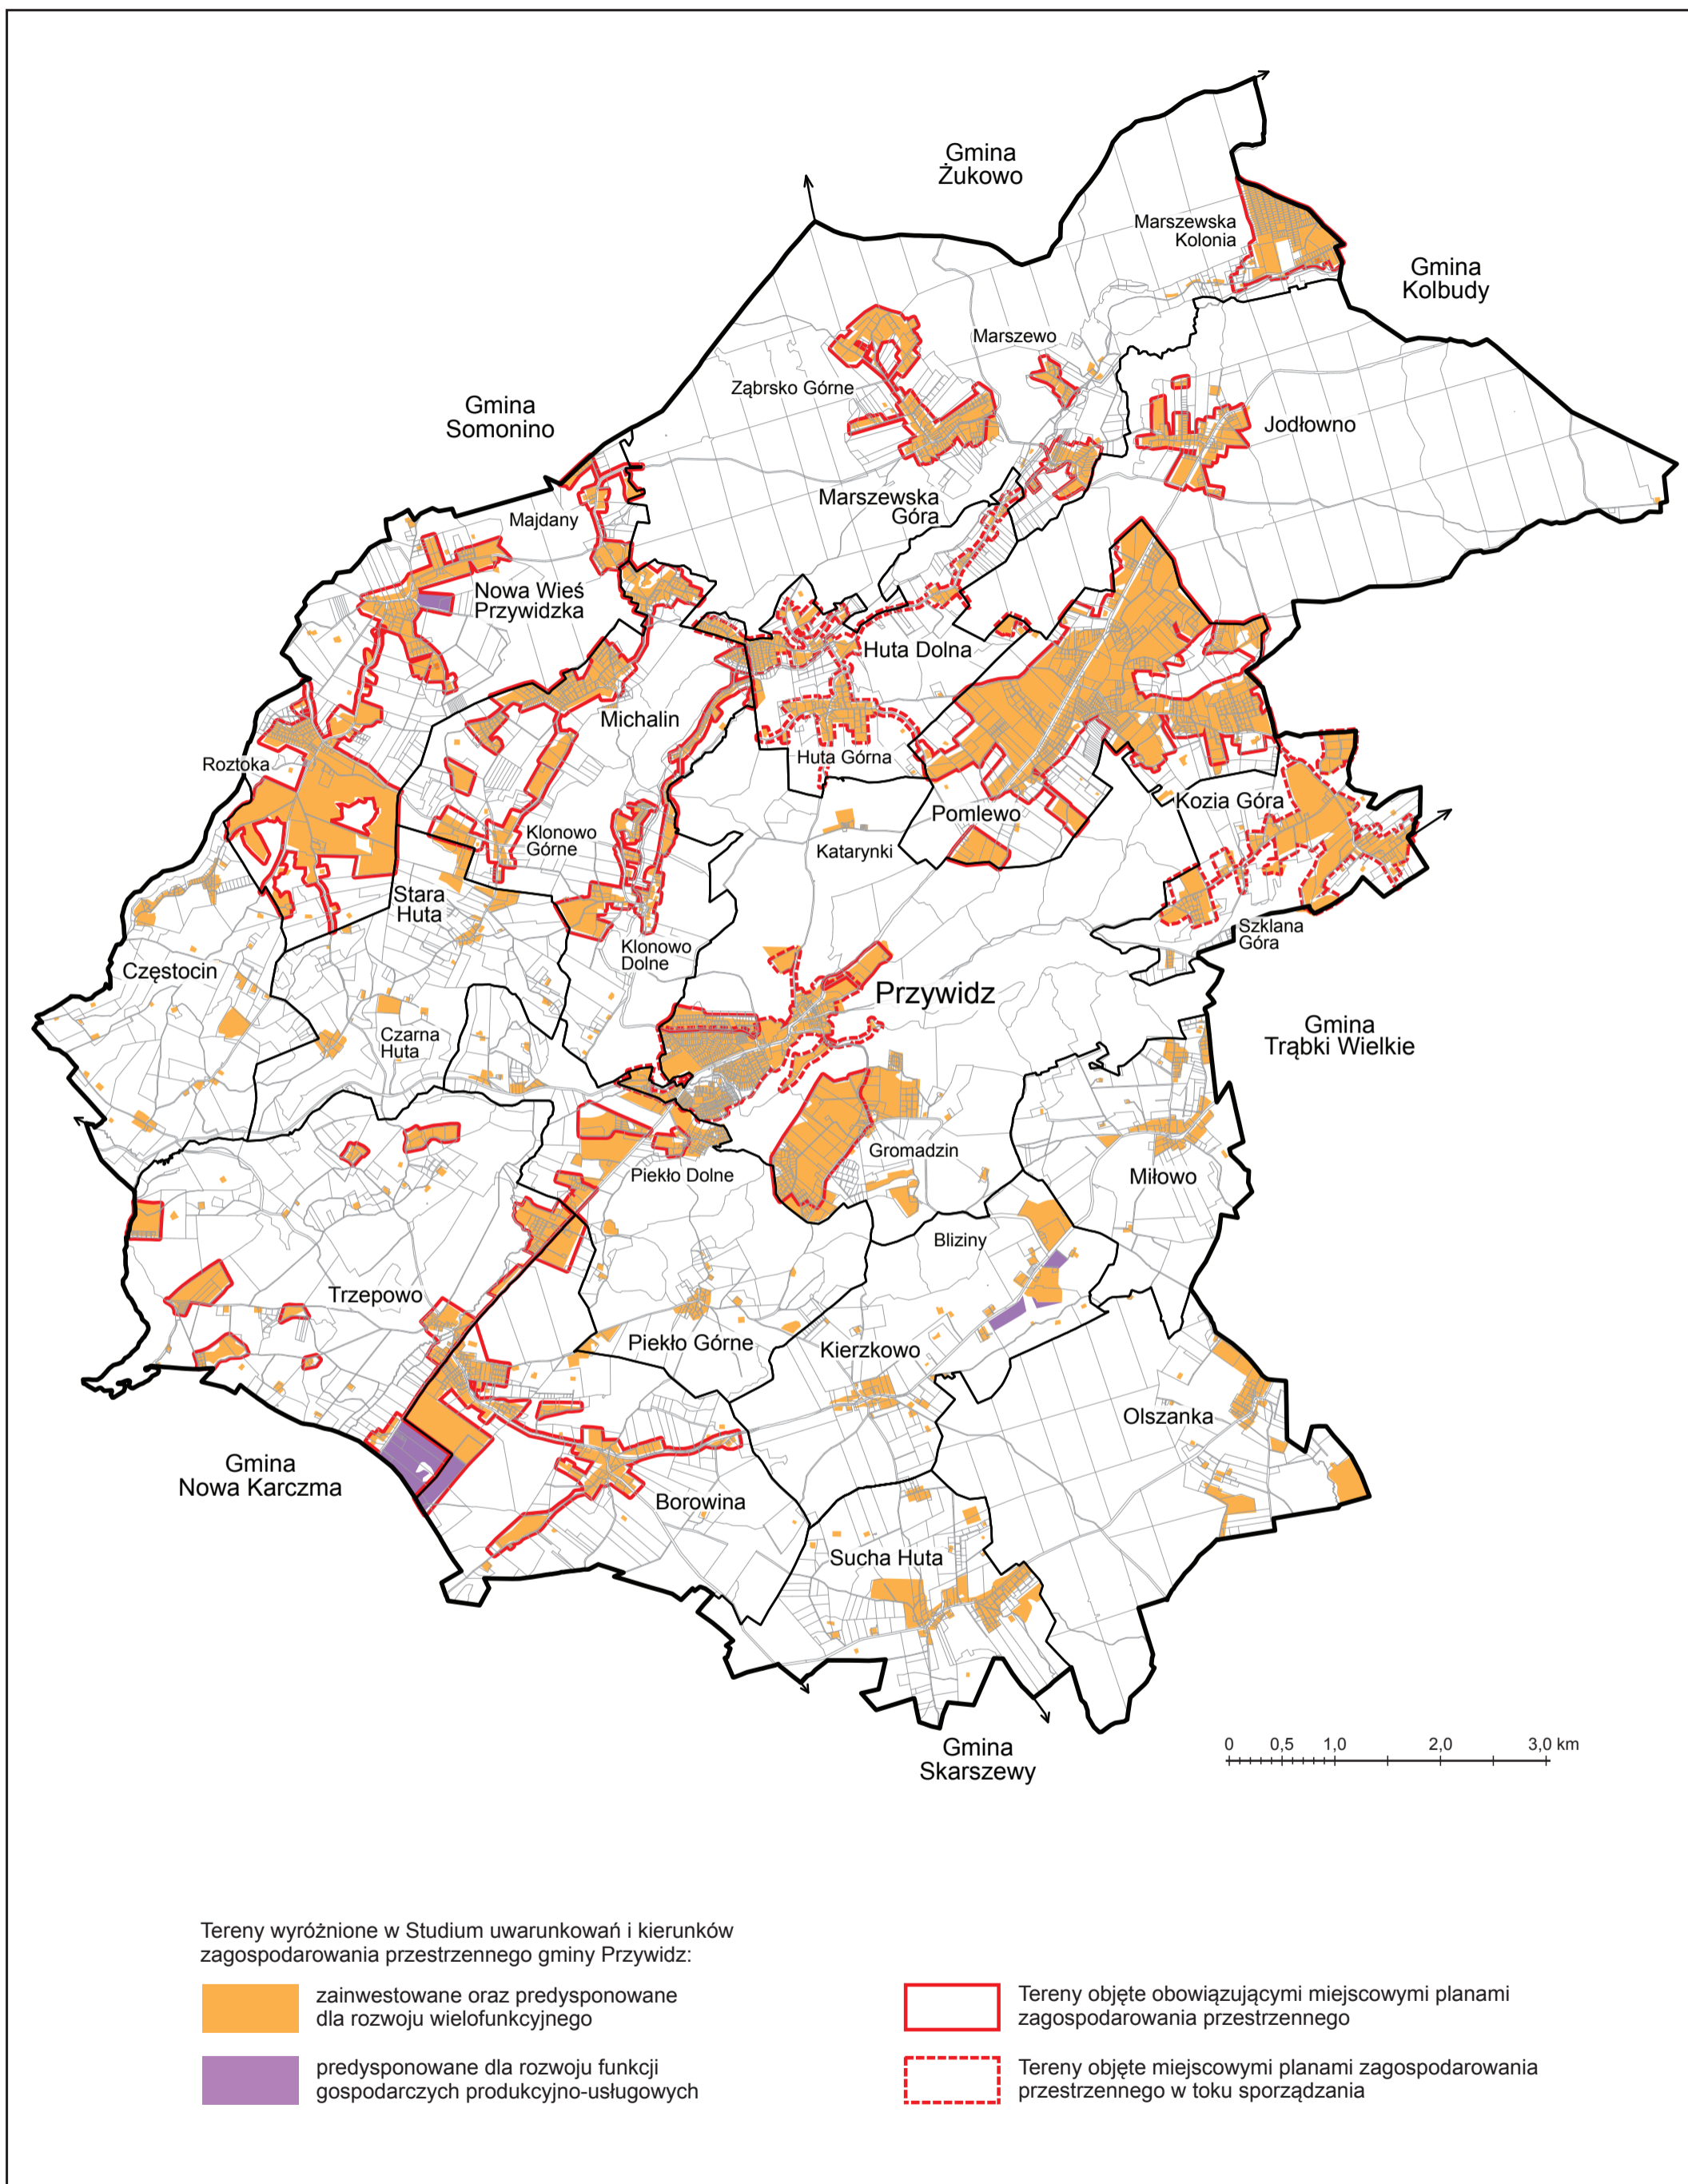 Gmina
Żukowo
Marszewska
Kolonia
Gmina
Kolbudy
Marszewo
Ząbrsko Górne
Gmina
Somonino
Jodłowno
Marszewska
Góra
Majdany
Nowa Wieś
Przywidzka
Huta Dolna
Michalin
Roztoka
Huta Górna
Kozia Góra
Pomlewo
Klonowo
Górne
Katarynki
Stara
Huta
Szklana
Góra
Klonowo
Dolne
Częstocin
Przywidz
Czarna
Huta
Gmina
Trąbki Wielkie
Gromadzin
Piekło Dolne
Miłowo
Bliziny
Trzepowo
Piekło Górne
Kierzkowo
Olszanka
Gmina
Nowa Karczma
Borowina
Sucha Huta
Gmina
Skarszewy
0 0,5 1,0 2,0 3,0 km
Tereny wyróżnione w Studium uwarunkowań i kierunków
zagospodarowania przestrzennego gminy Przywidz:
zainwestowane oraz predysponowane
dla rozwoju wielofunkcyjnego
predysponowane dla rozwoju funkcji
gospodarczych produkcyjno-usługowych
Tereny objęte obowiązującymi miejscowymi planami
zagospodarowania przestrzennego
Tereny objęte miejscowymi planami zagospodarowania
przestrzennego w toku sporządzania